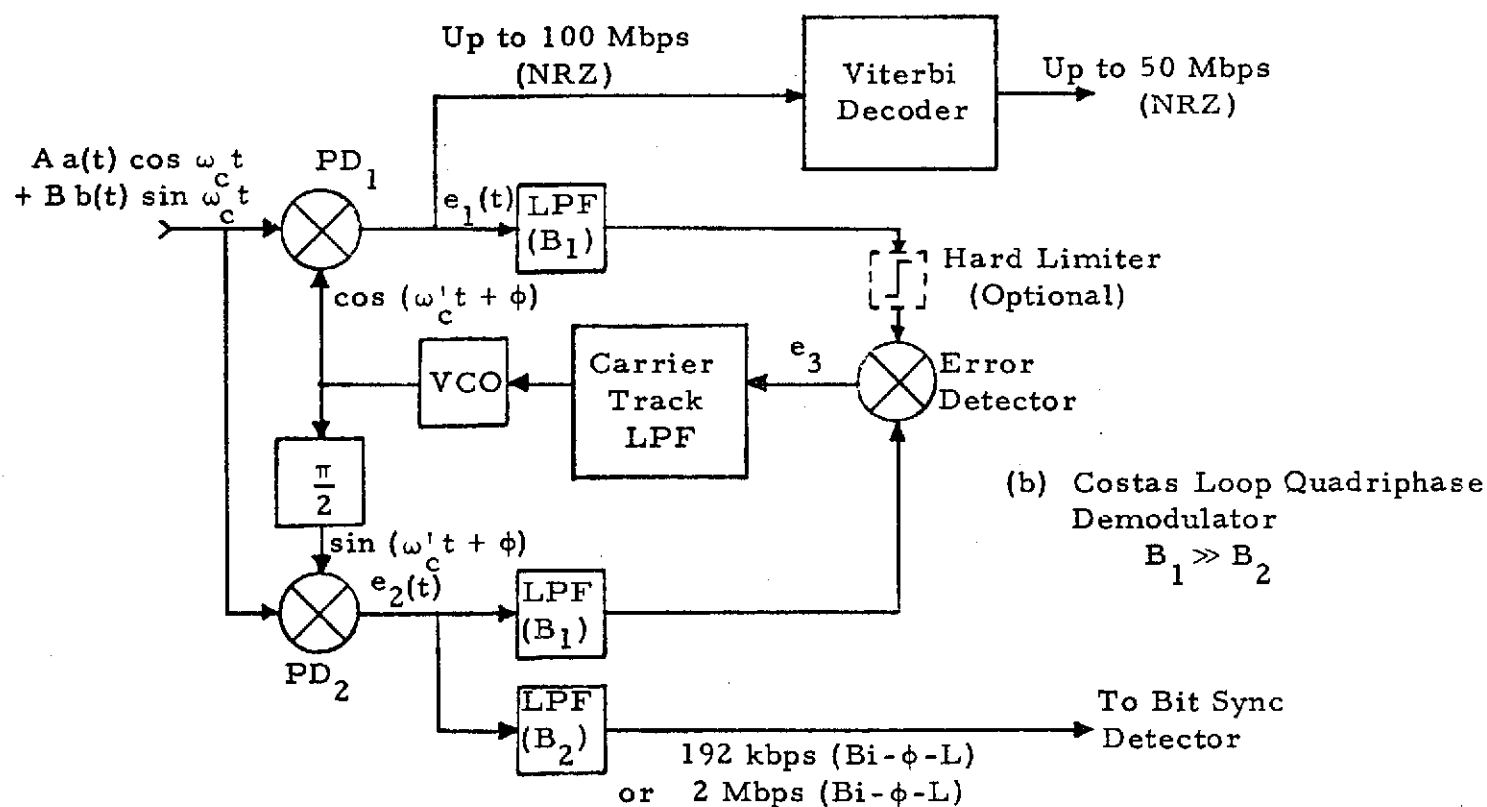 Up to 100 Mbps
(NRZ)
Viterbi
Decoder
Up to 50 Mbps
(NRZ)
A a(t) cos ω_c t
+ B b(t) sin ω_c t
PD_1
e_1(t)
LPF
(B_1)
Hard Limiter
(Optional)
cos (ω'_c t + ϕ)
VCO
Carrier
Track
LPF
e_3
Error
Detector
π
2
(b) Costas Loop Quadriphase
Demodulator
B_1 ≫ B_2
sin (ω'_c t + ϕ)
e_2(t)
PD_2
LPF
(B_1)
LPF
(B_2)
To Bit Sync
Detector
192 kbps (Bi-ϕ-L)
or 2 Mbps (Bi-ϕ-L)